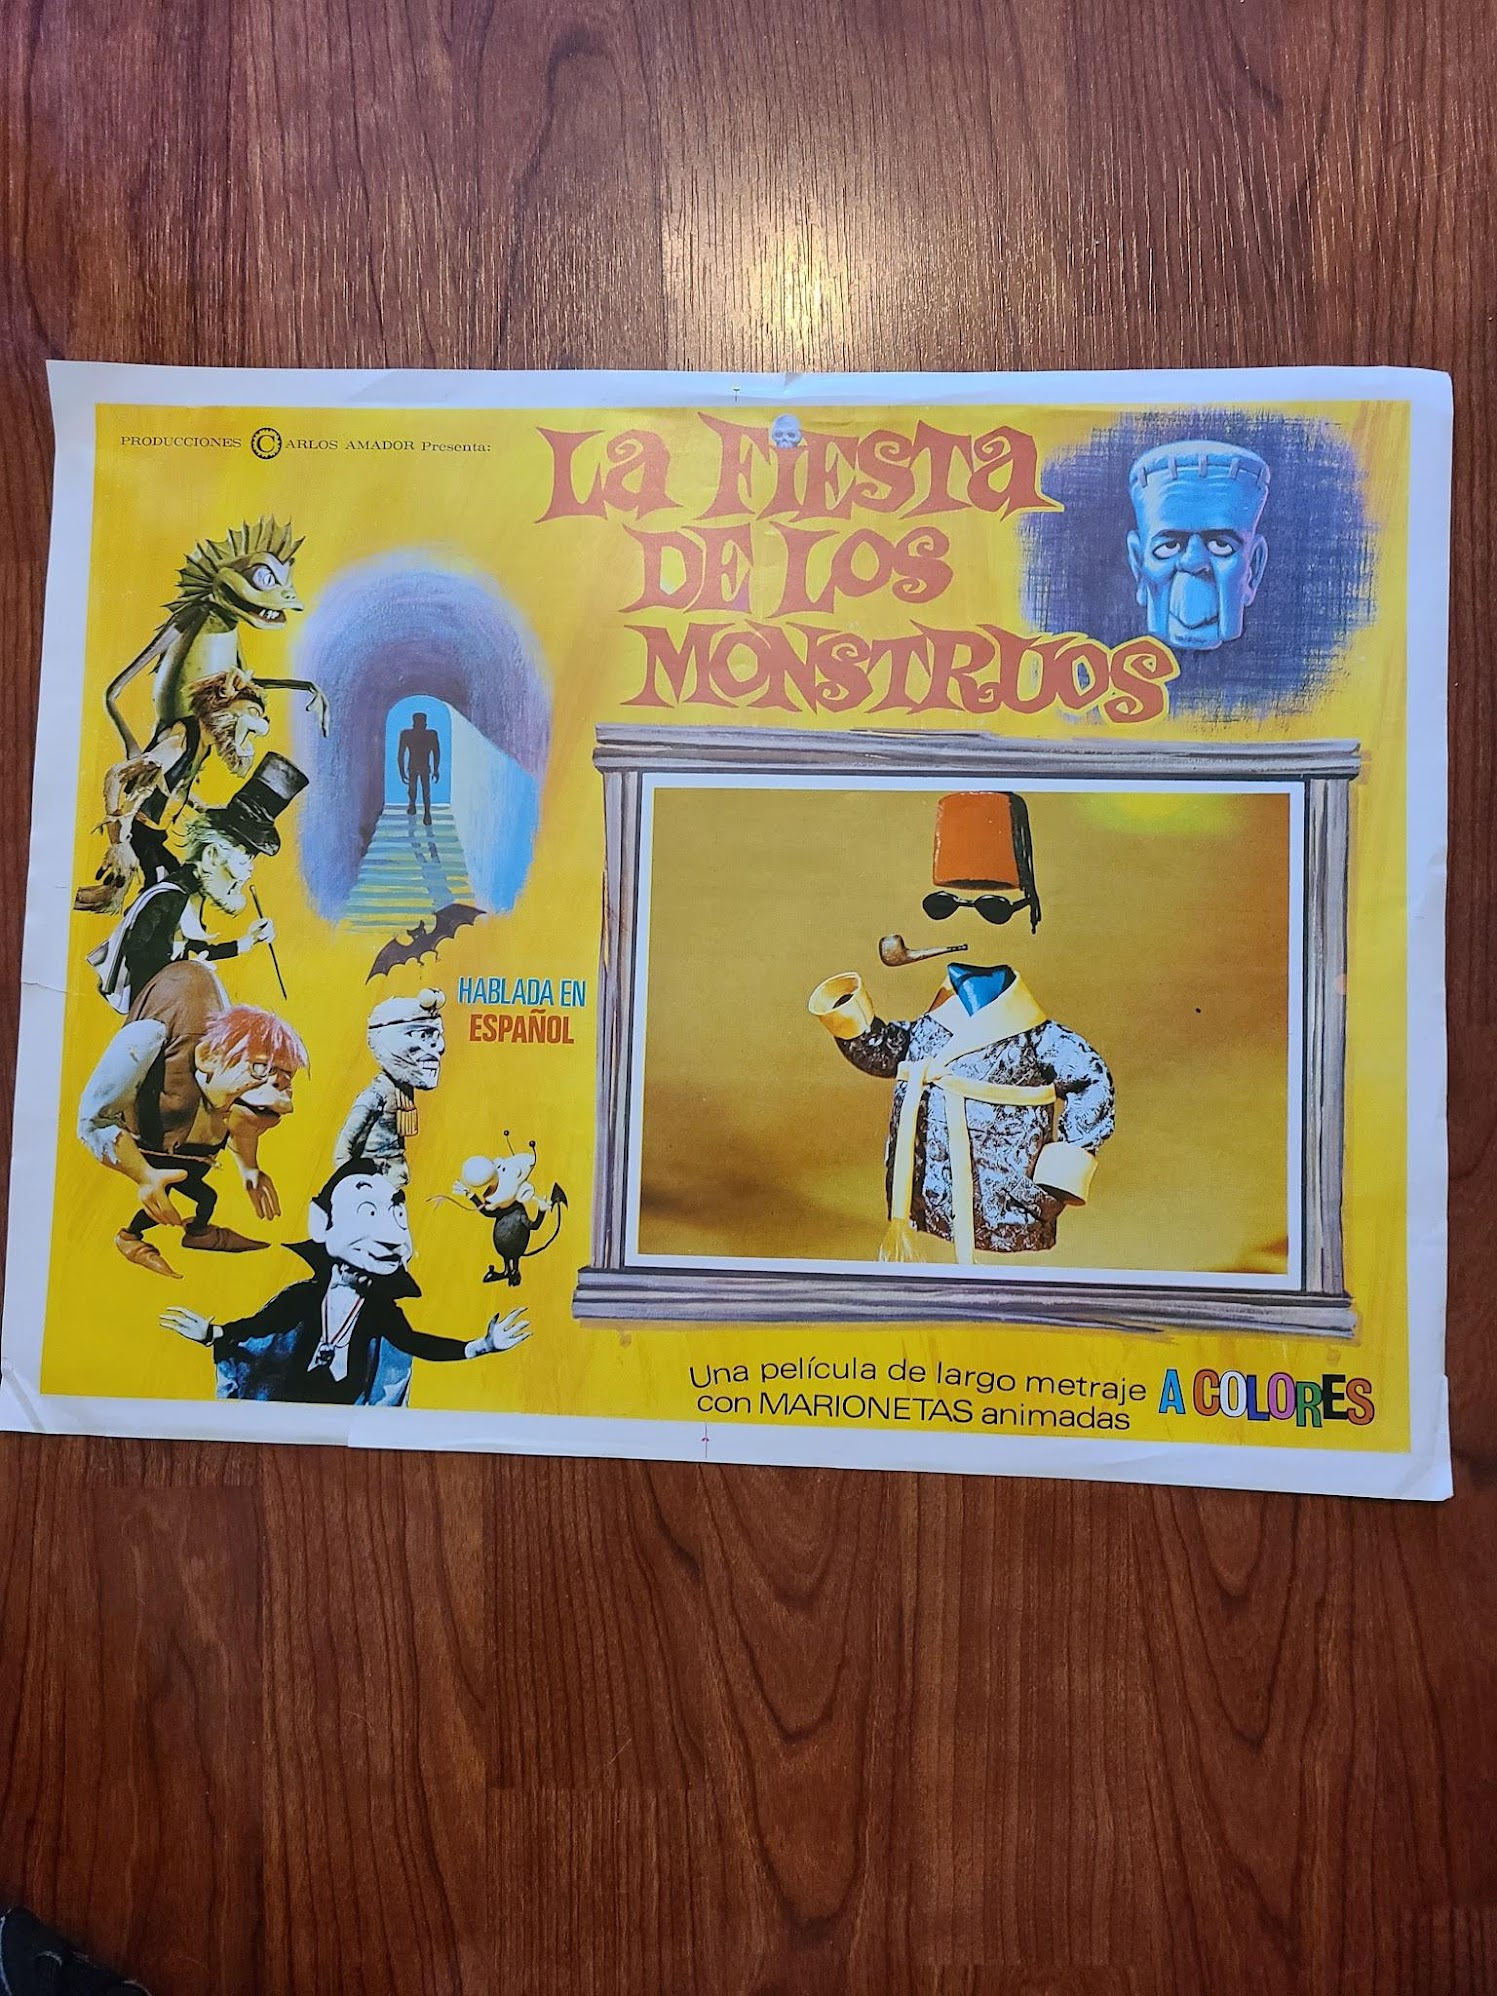 PRODUCCIONES CARLOS AMADOR Presenta:
LA FIESTA
DE LOS
MONSTRUOS
HABLADA EN
ESPAÑOL
Una película de largo metraje
con MARIONETAS animadas
A COLORES